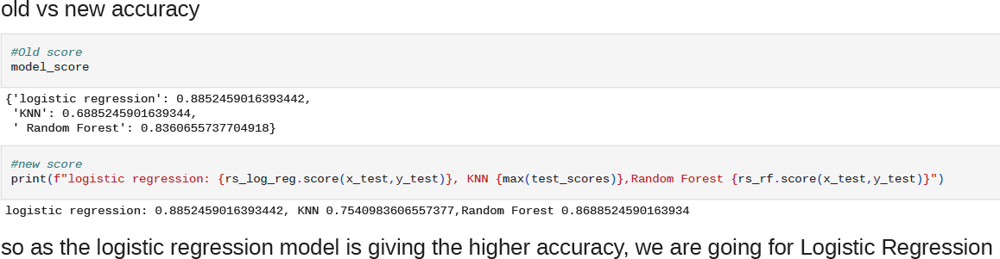 old vs new accuracy
#Old score
model_score
{'logistic regression': 0.8852459016393442,
 'KNN': 0.6885245901639344,
 ' Random Forest': 0.8360655737704918}
#new score
print(f"logistic regression: {rs_log_reg.score(x_test,y_test)}, KNN {max(test_scores)},Random Forest {rs_rf.score(x_test,y_test)}")
logistic regression: 0.8852459016393442, KNN 0.7540983606557377,Random Forest 0.8688524590163934
so as the logistic regression model is giving the higher accuracy, we are going for Logistic Regression